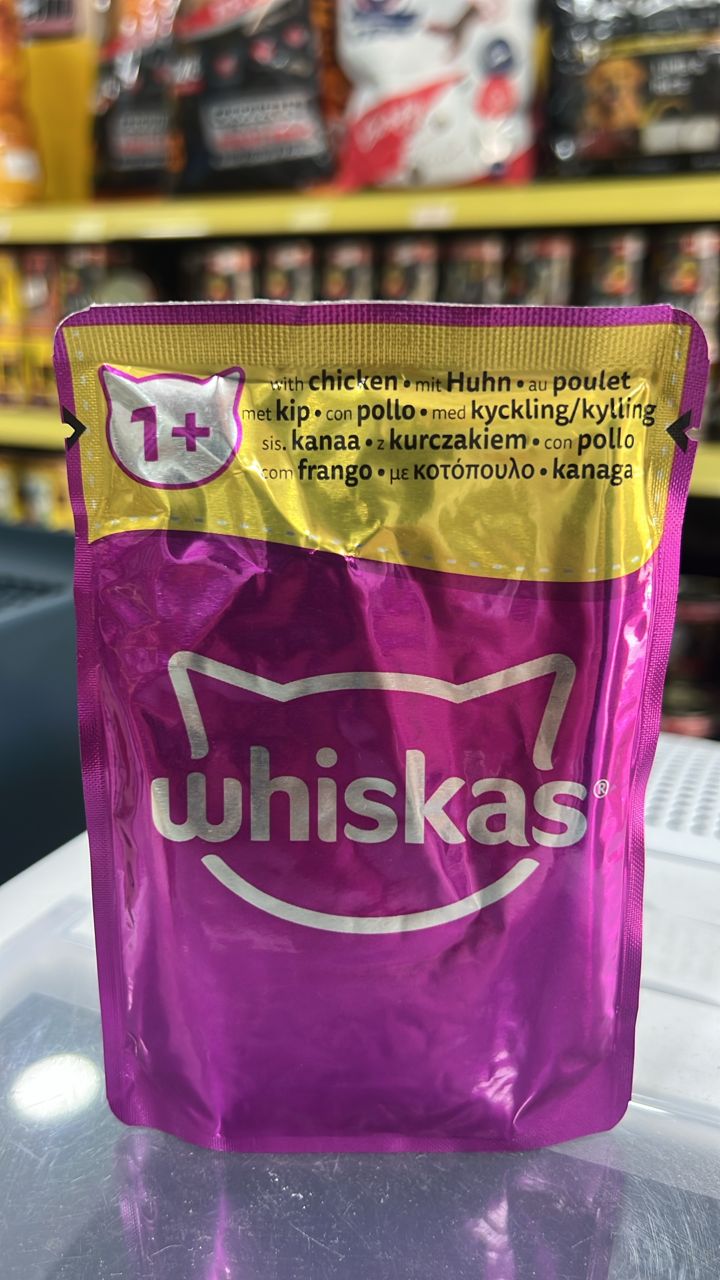 1+
with chicken • mit Huhn • au poulet
met kip • con pollo • med kyckling/kylling
sis. kanaa • z kurczakiem • con pollo
com frango • με κοτόπουλο • kanaga
whiskas®